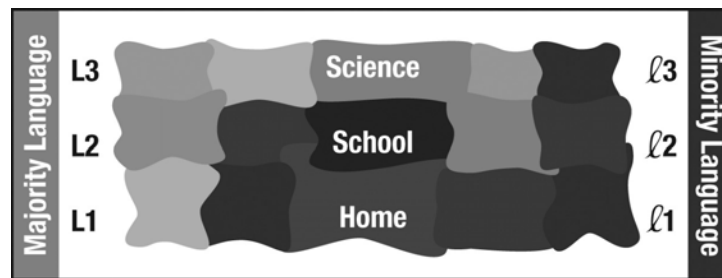 Majority Language
L3
Science
ℓ3
L2
School
ℓ2
L1
Home
ℓ1
Minority Language